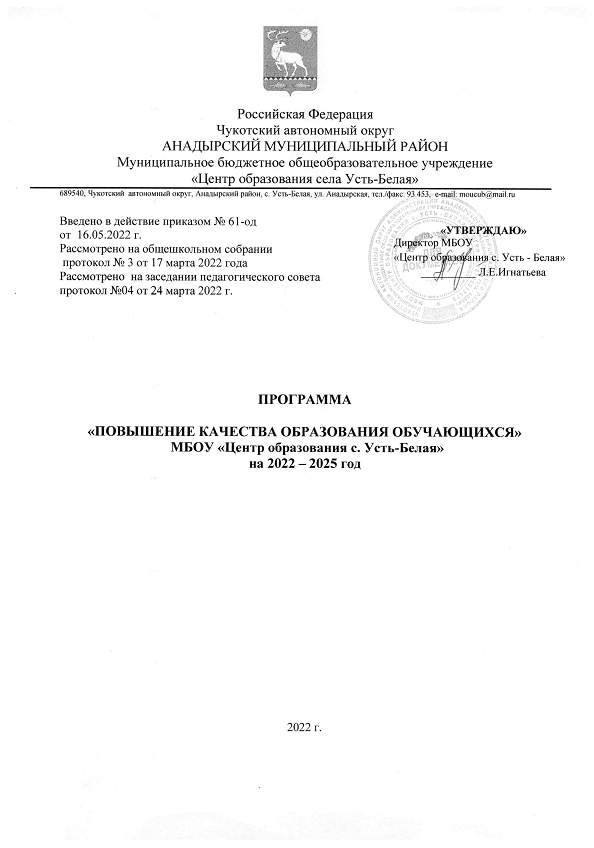 Российская Федерация
Чукотский автономный округ
АНАДЫРСКИЙ МУНИЦИПАЛЬНЫЙ РАЙОН
Муниципальное бюджетное общеобразовательное учреждение
«Центр образования села Усть-Белая»
689540, Чукотский автономный округ, Анадырский район, с. Усть-Белая, ул. Анадырская, тел./факс: 93 453, e-mail: moucub@mail.ru
Введено в действие приказом № 61-од
от 16.05.2022 г.
Рассмотрено на общешкольном собрании
протокол № 3 от 17 марта 2022 года
Рассмотрено на заседании педагогического совета
протокол №04 от 24 марта 2022 г.
«УТВЕРЖДАЮ»
Директор МБОУ
«Центр образования с. Усть - Белая»
__________ Л.Е.Игнатьева
ДЛЯ
ДОКУМЕНТОВ
ПРОГРАММА
«ПОВЫШЕНИЕ КАЧЕСТВА ОБРАЗОВАНИЯ ОБУЧАЮЩИХСЯ»
МБОУ «Центр образования с. Усть-Белая»
на 2022 – 2025 год
2022 г.